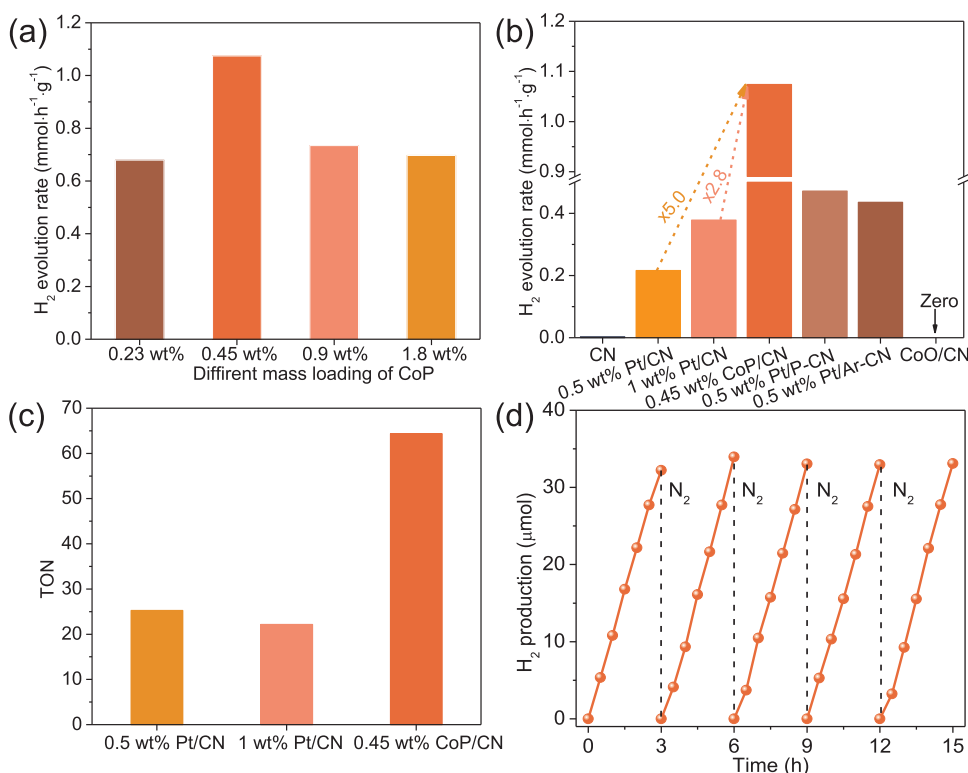 (a)
H2 evolution rate (mmol·h-1·g-1)
1.2
1.0
0.8
0.6
0.4
0.2
0.0
0.23 wt% 0.45 wt% 0.9 wt% 1.8 wt%
Diffirent mass loading of CoP
(b)
H2 evolution rate (mmol·h-1·g-1)
1.2
1.1
1.0
0.9
0.4
0.2
0.0
x5.0
x2.8
Zero
CN
0.5 wt% Pt/CN
1 wt% Pt/CN
0.45 wt% CoP/CN
0.5 wt% Pt/P-CN
0.5 wt% Pt/Ar-CN
CoO/CN
(c)
TON
70
60
50
40
30
20
10
0
0.5 wt% Pt/CN 1 wt% Pt/CN 0.45 wt% CoP/CN
(d)
H2 production (μmol)
40
30
20
10
0
N2 N2 N2 N2
0 3 6 9 12 15
Time (h)